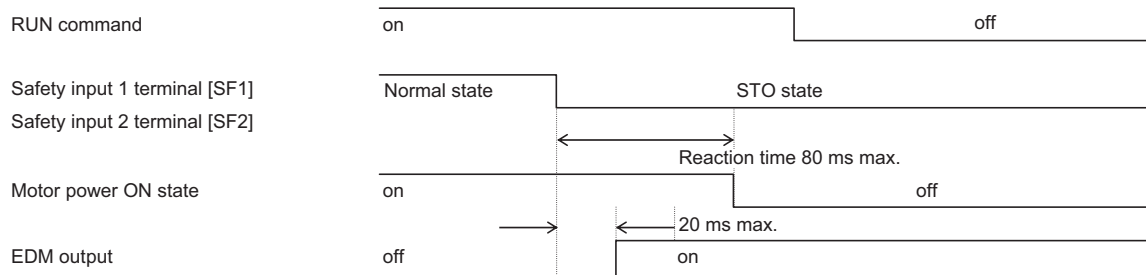 RUN command
on
off
Safety input 1 terminal [SF1]
Safety input 2 terminal [SF2]
Normal state
STO state
Reaction time 80 ms max.
Motor power ON state
on
off
20 ms max.
EDM output
off
on